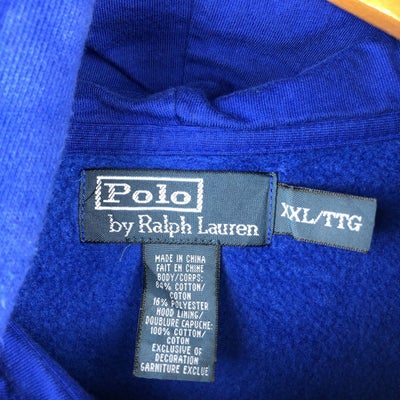 Polo
by Ralph Lauren
XXL/TTG
MADE IN CHINA
FAIT EN CHINE
BODY/CORPS:
84% COTTON/
COTON
16% POLYESTER
HOOD LINING/
DOUBLURE CAPUCHE:
100% COTTON/
COTON
EXCLUSIVE OF
DECORATION
GARNITURE EXCLUE